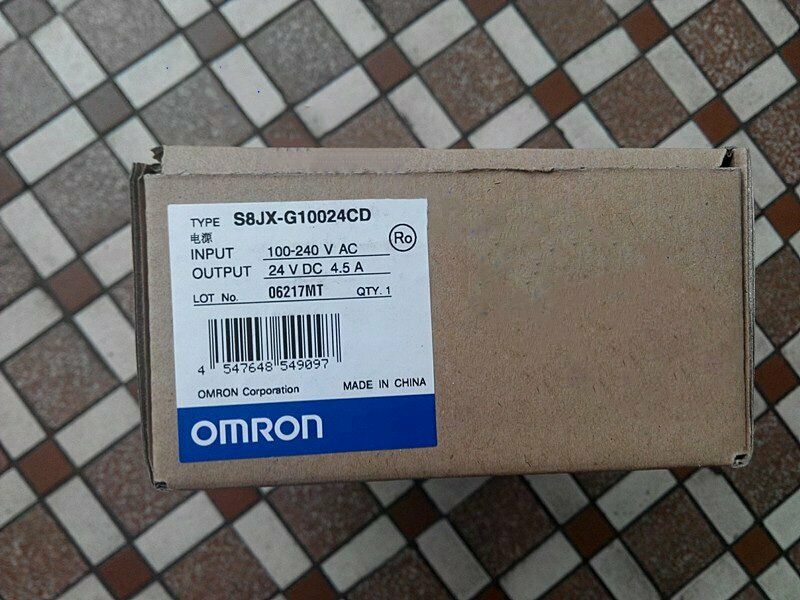 TYPE S8JX-G10024CD
电源
Ro
INPUT 100-240 V AC
OUTPUT 24 V DC 4.5 A
LOT No. 06217MT QTY. 1
4 547648 549097
OMRON Corporation MADE IN CHINA
OMRON